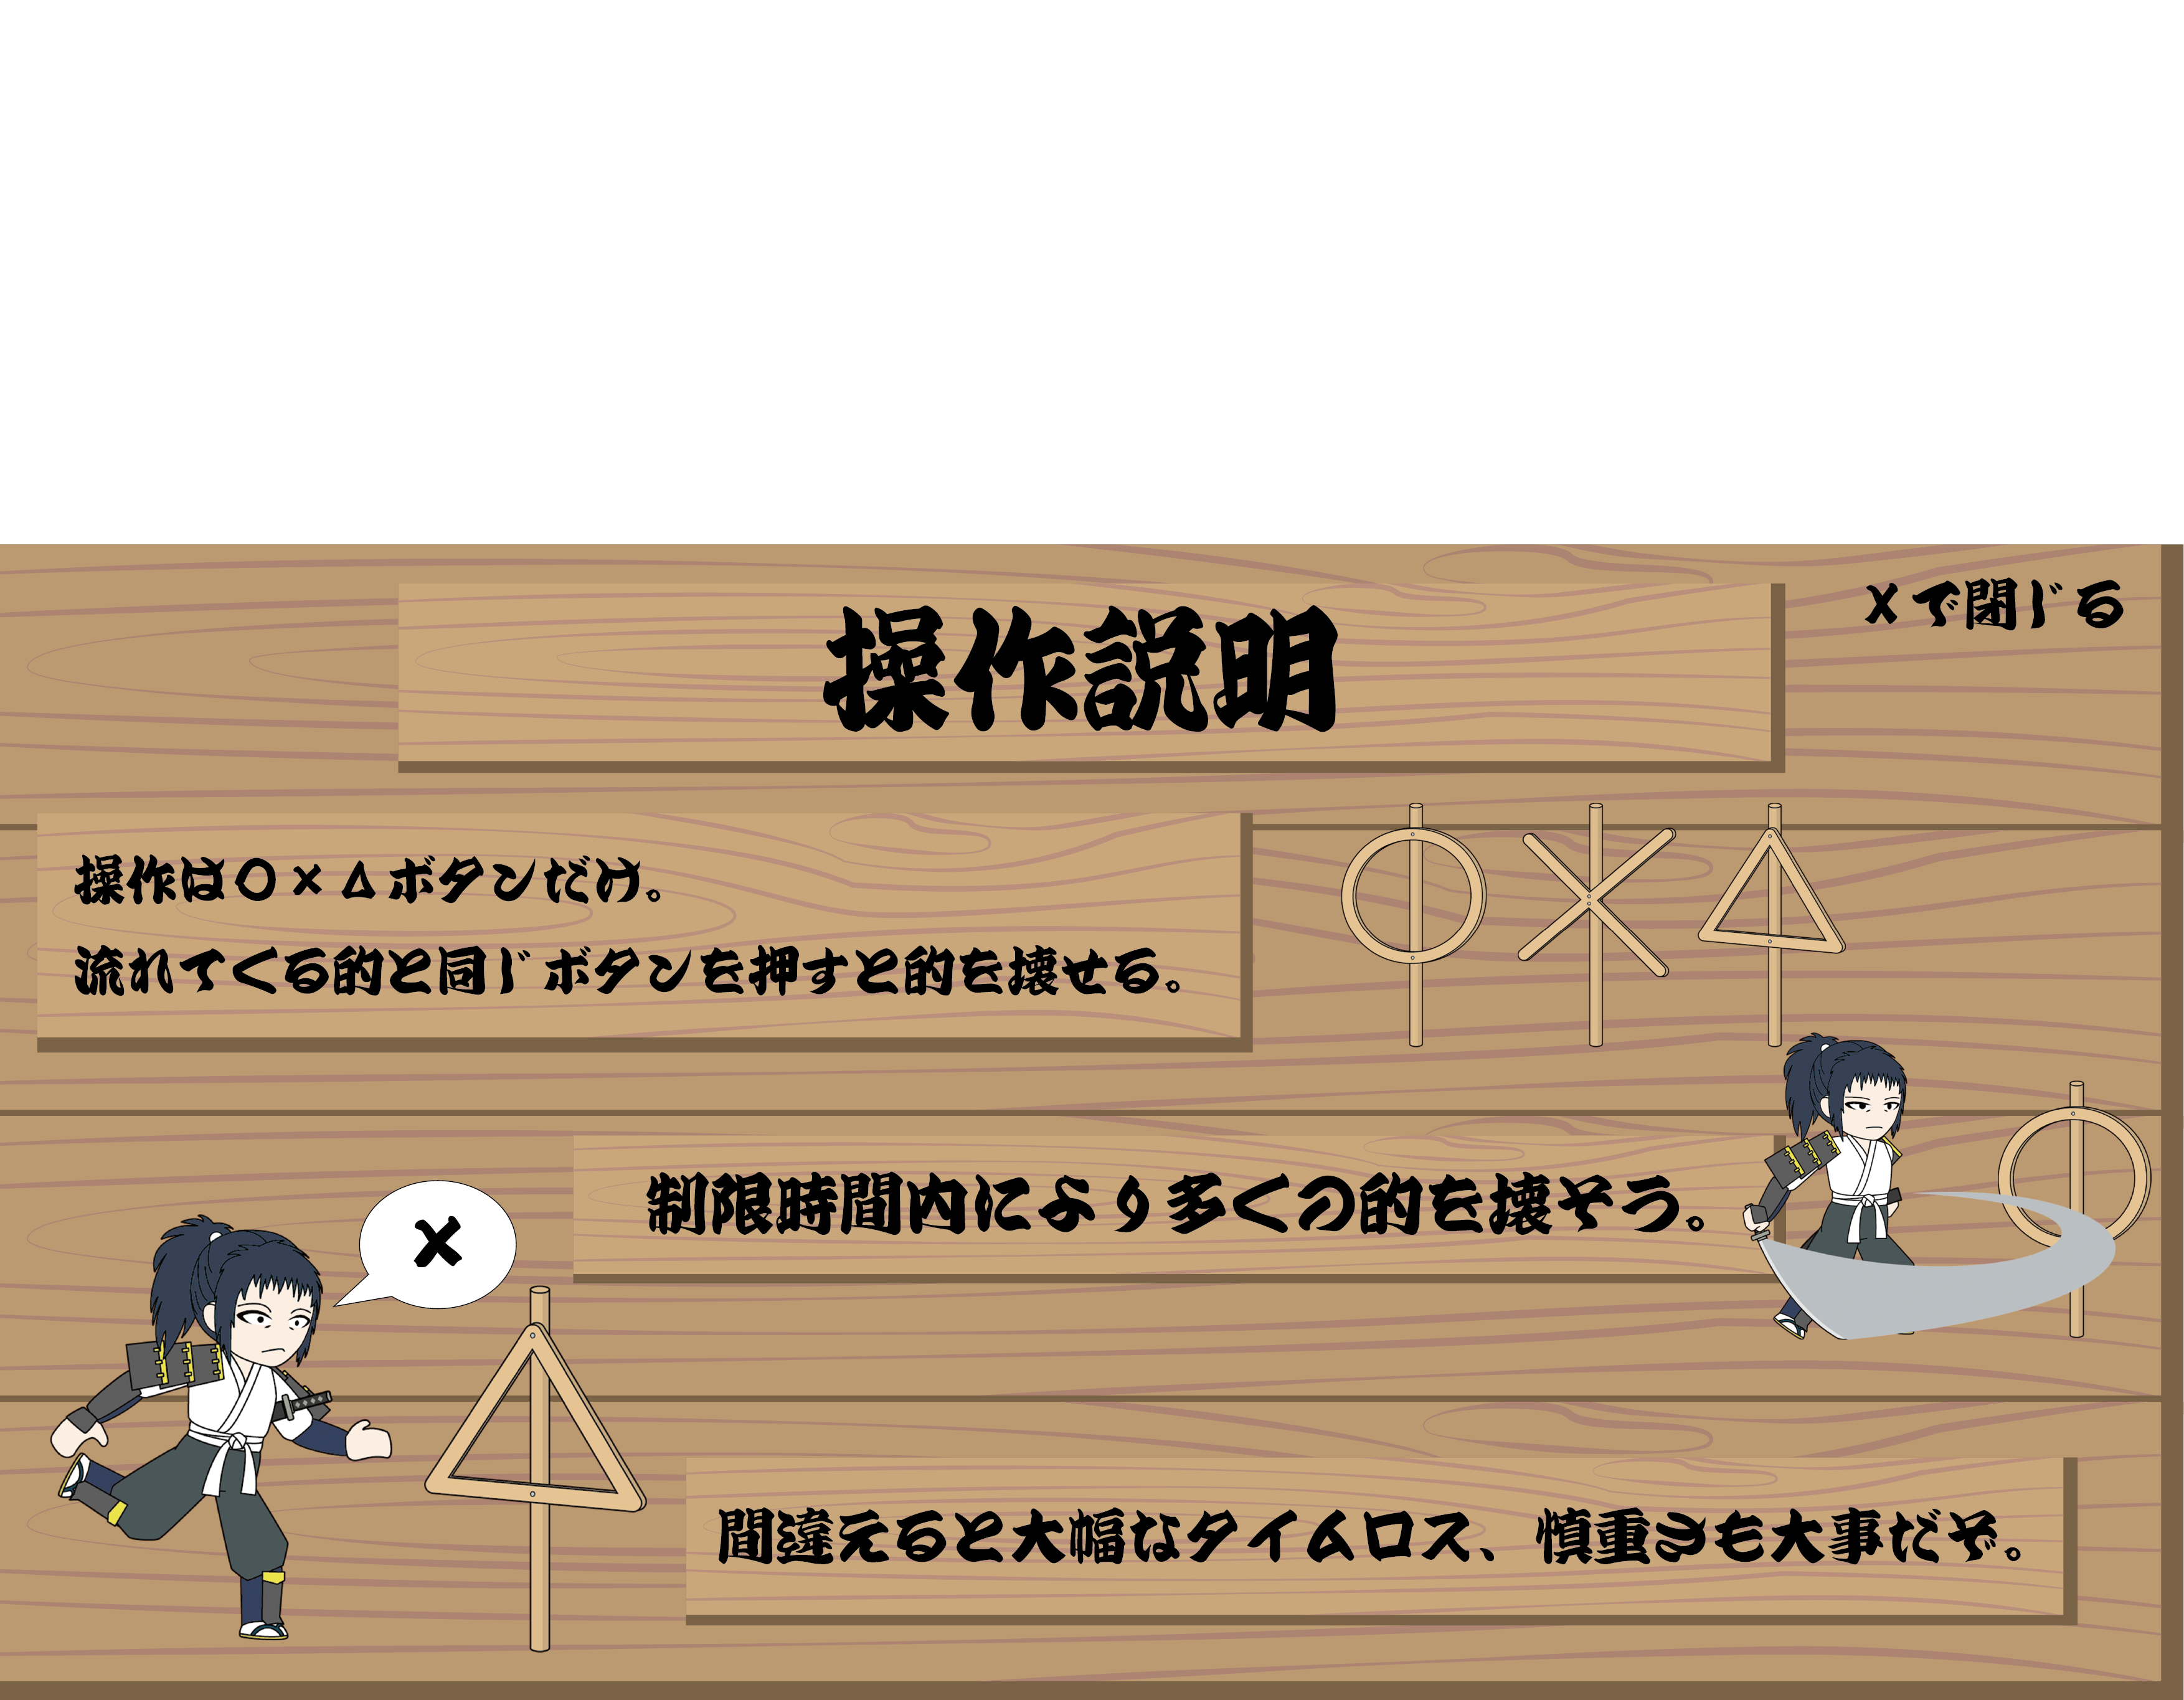 操作説明
×で閉じる
操作は〇×△ボタンだけ。
流れてくる的と同じボタンを押すと的を壊せる。
制限時間内により多くの的を壊そう。
×
間違えると大幅なタイムロス、慎重さも大事だぞ。